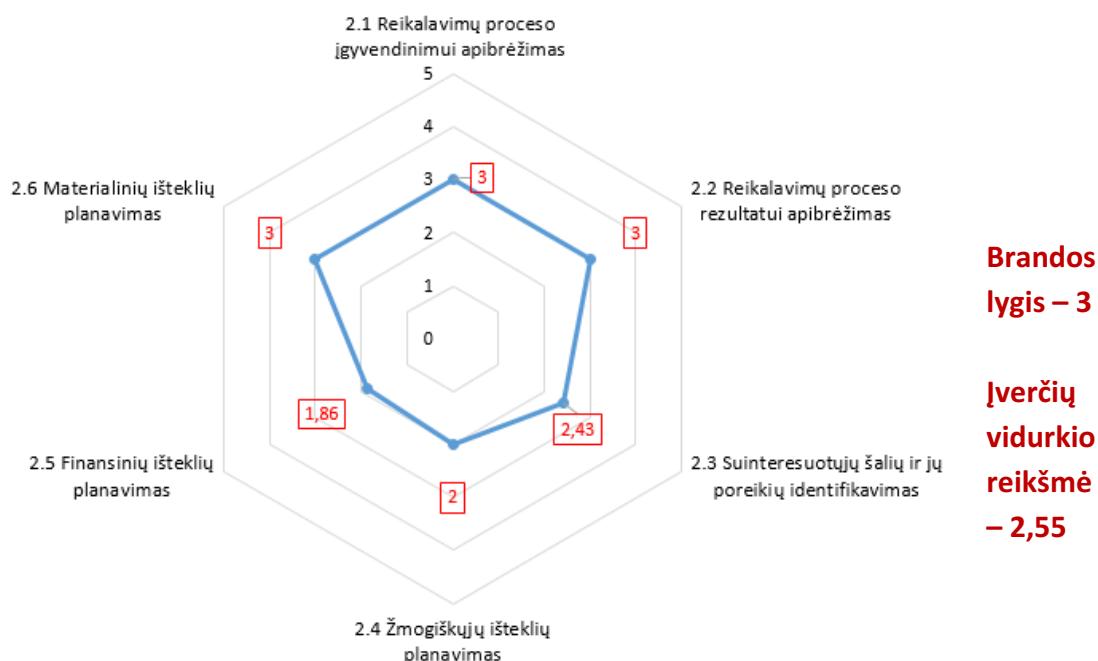 2.1 Reikalavimų proceso
įgyvendinimui apibrėžimas
5
4
3
2
1
0
3
2.2 Reikalavimų proceso
rezultatui apibrėžimas
3
2.3 Suinteresuotųjų šalių ir jų
poreikių identifikavimas
2,43
2.4 Žmogiškųjų išteklių
planavimas
2
2.5 Finansinių išteklių
planavimas
1,86
2.6 Materialinių išteklių
planavimas
3
Brandos
lygis – 3
Įverčių
vidurkio
reikšmė
– 2,55